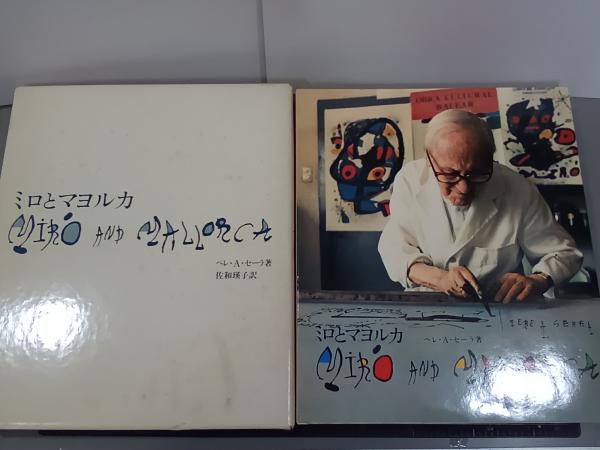 ミロとマヨルカ
MIRÓ AND MALLORCA
ペレ・A・セーラ著
佐和瑛子訳
OBRA CULTURAL
BALEAR
ミロとマヨルカ ペレ・A・セーラ著
MIRÓ AND MALLORCA